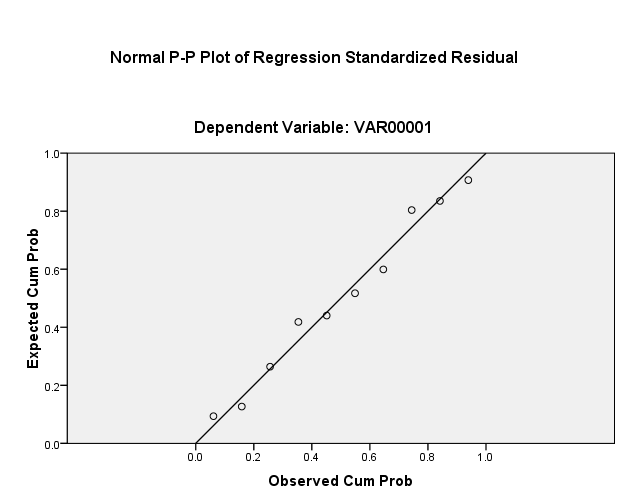 Normal P-P Plot of Regression Standardized Residual
Dependent Variable: VAR00001
Expected Cum Prob
1.0
0.8
0.6
0.4
0.2
0.0
0.0 0.2 0.4 0.6 0.8 1.0
Observed Cum Prob